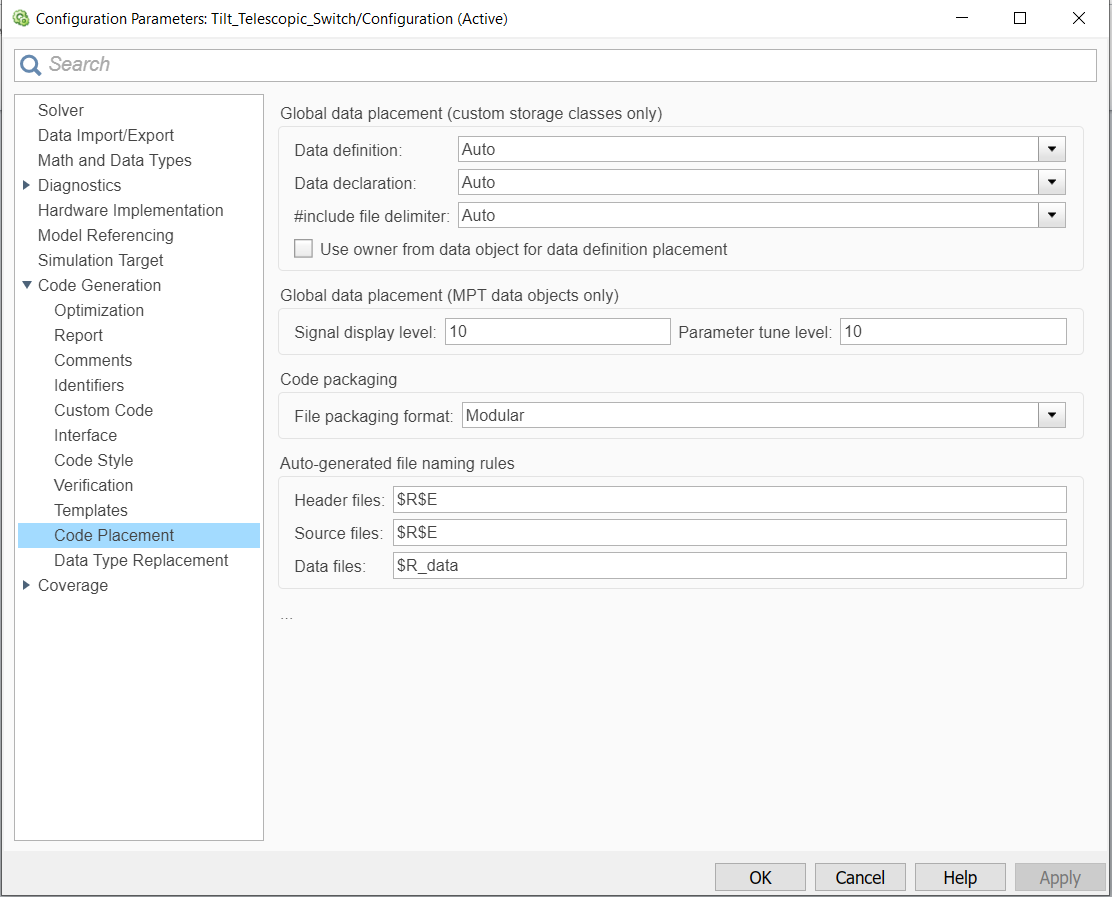 Configuration Parameters: Tilt_Telescopic_Switch/Configuration (Active)
Search
Solver
Data Import/Export
Math and Data Types
Diagnostics
Hardware Implementation
Model Referencing
Simulation Target
Code Generation
Optimization
Report
Comments
Identifiers
Custom Code
Interface
Code Style
Verification
Templates
Code Placement
Data Type Replacement
Coverage
Global data placement (custom storage classes only)
Data definition: Auto
Data declaration: Auto
#include file delimiter: Auto
Use owner from data object for data definition placement
Global data placement (MPT data objects only)
Signal display level: 10 Parameter tune level: 10
Code packaging
File packaging format: Modular
Auto-generated file naming rules
Header files: $R$E
Source files: $R$E
Data files: $R_data
...
OK Cancel Help Apply